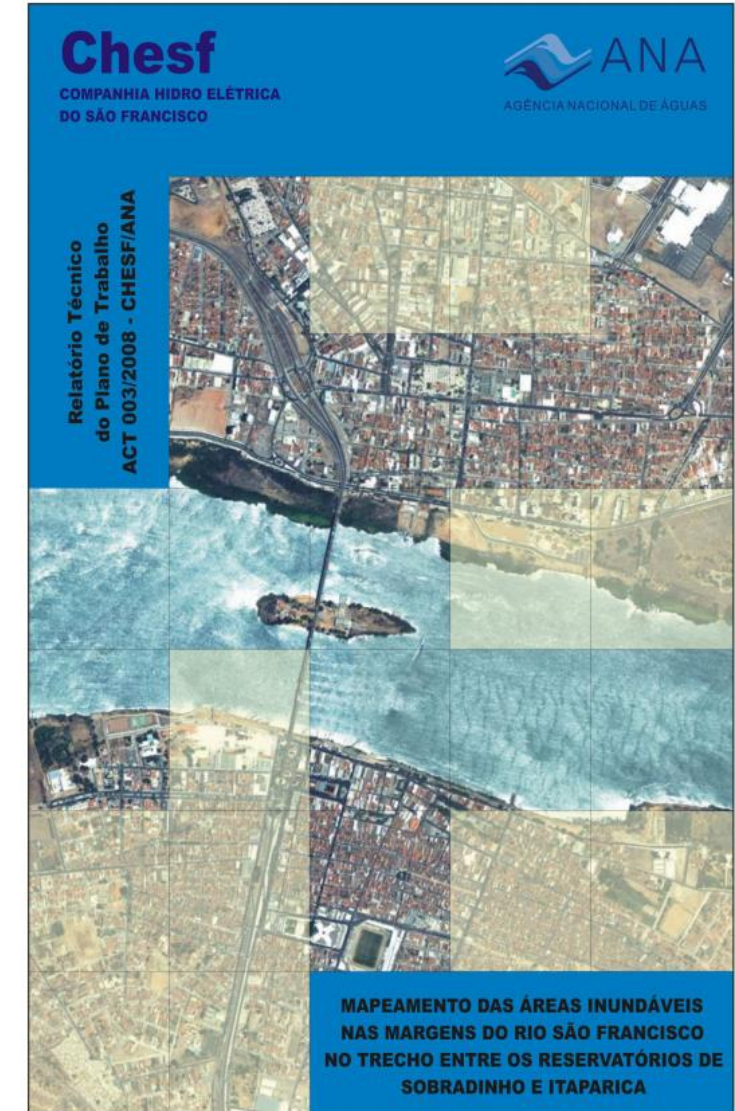 Chesf
COMPANHIA HIDRO ELÉTRICA
DO SÃO FRANCISCO
ANA
AGÊNCIA NACIONAL DE ÁGUAS
Relatório Técnico
do Plano de Trabalho
ACT 003/2008 - CHESF/ANA
MAPEAMENTO DAS ÁREAS INUNDÁVEIS
NAS MARGENS DO RIO SÃO FRANCISCO
NO TRECHO ENTRE OS RESERVATÓRIOS DE
SOBRADINHO E ITAPARICA